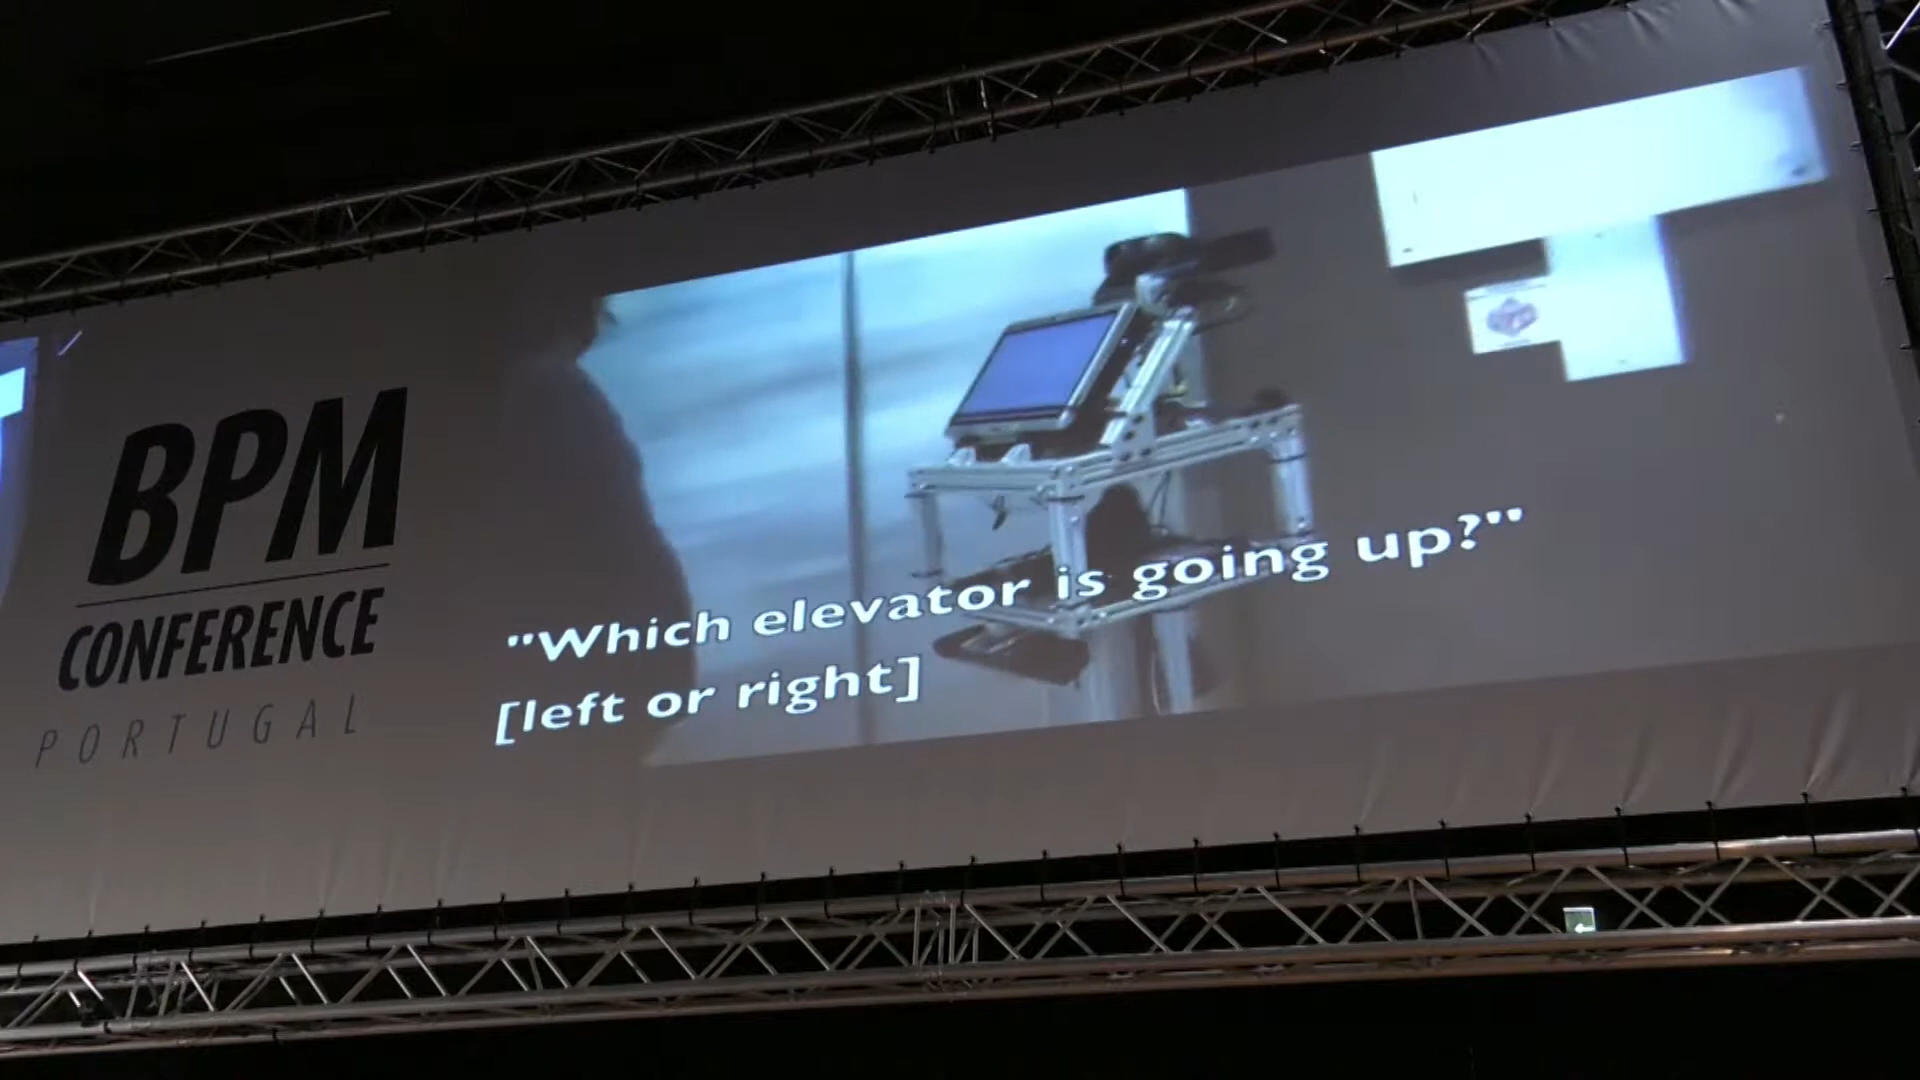 BPM
CONFERENCE
PORTUGAL
"Which elevator is going up?"
[left or right]